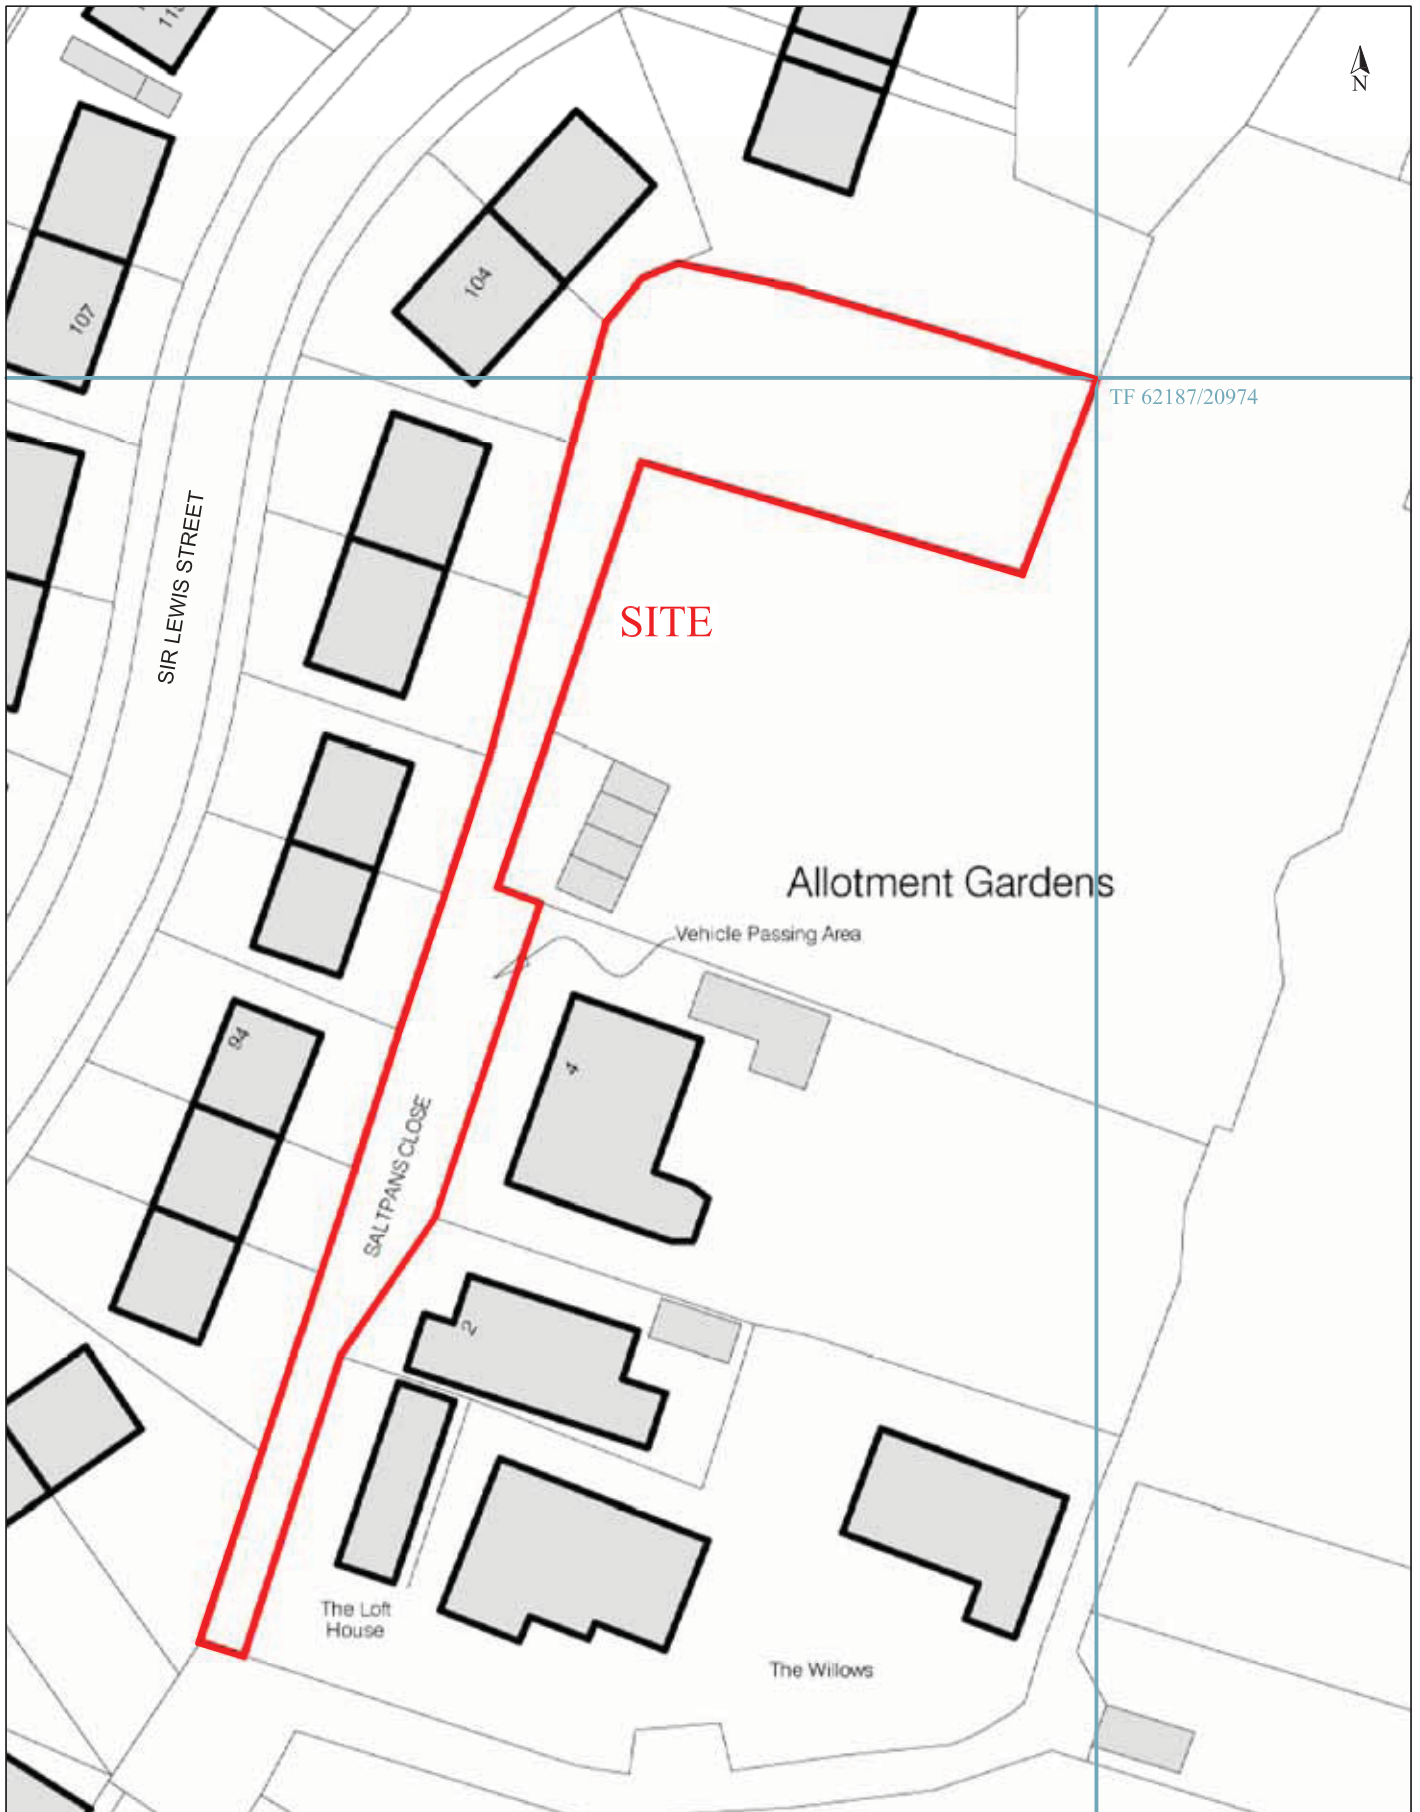 N
104
107
TF 62187/20974
SIR LEWIS STREET
SITE
Allotment Gardens
Vehicle Passing Area
94
4
SALTPANS CLOSE
2
The Loft
House
The Willows